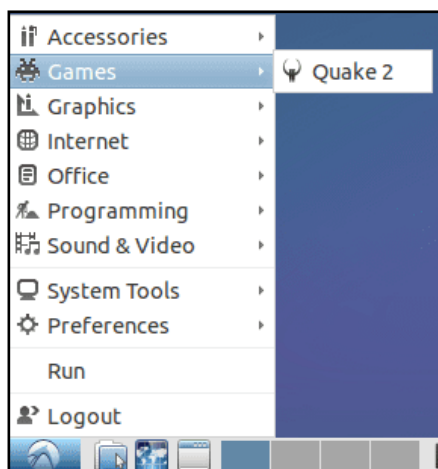 Accessories
Games
Quake 2
Graphics
Internet
Office
Programming
Sound & Video
System Tools
Preferences
Run
Logout